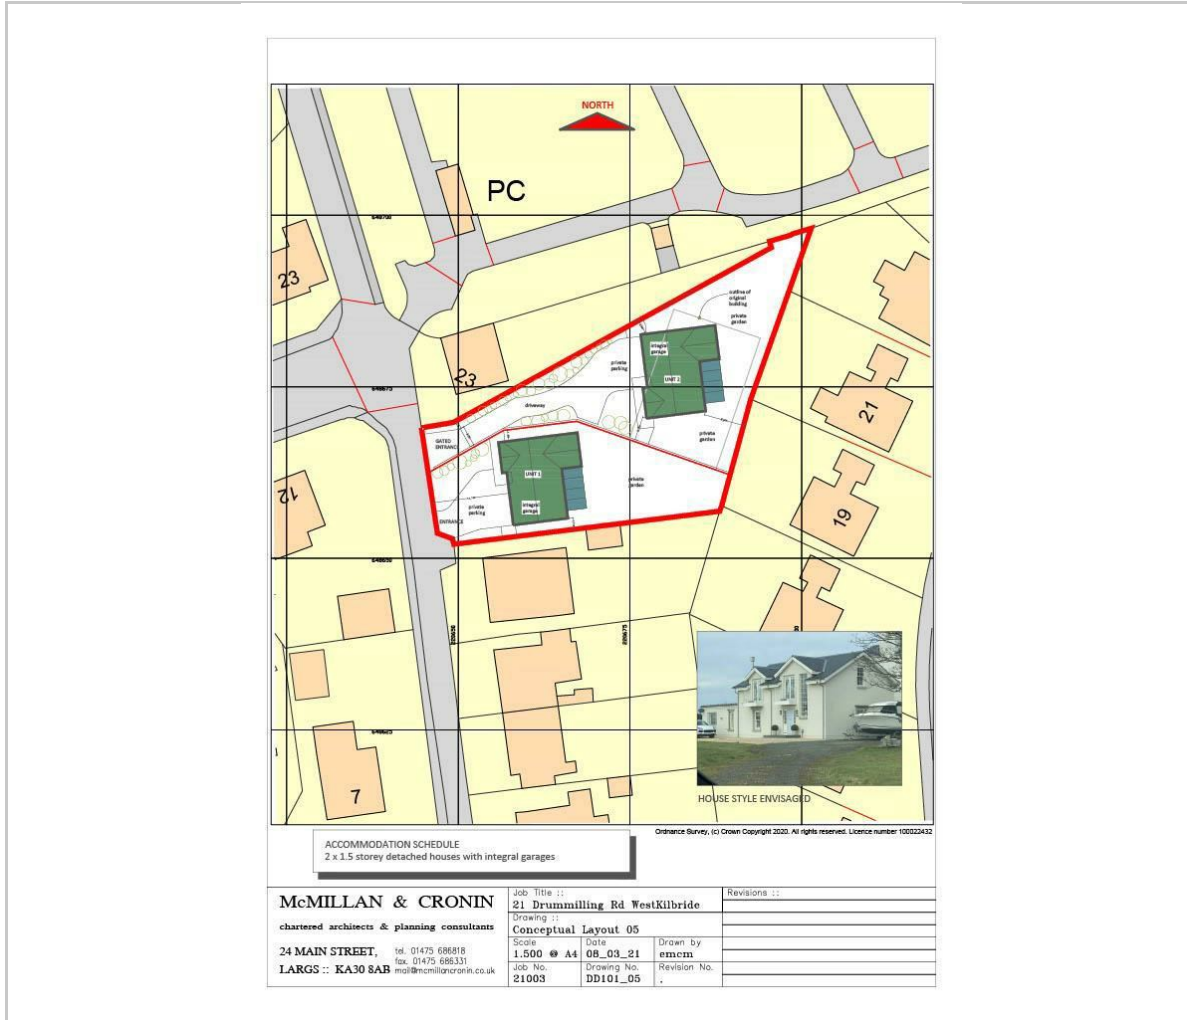 NORTH
PC
23
outline of
original
building
private
garden
integral
garage
private
parking
UNIT 2
23
21
driveway
private
garden
GATED
ENTRANCE
UNIT 1
private
garden
12
private
parking
integral
garage
ENTRANCE
19
7
HOUSE STYLE ENVISAGED
Ordnance Survey, (c) Crown Copyright 2020. All rights reserved. Licence number 100022432
ACCOMMODATION SCHEDULE
2 x 1.5 storey detached houses with integral garages
McMILLAN & CRONIN
chartered architects & planning consultants
24 MAIN STREET,
LARGS :: KA30 8AB
tel. 01475 686818
fax. 01475 686331
mail@mcmillancronin.co.uk
Job Title ::
21 Drummilling Rd WestKilbride
Drawing ::
Conceptual Layout 05
Scale
1.500 @ A4
Date
08_03_21
Drawn by
emcm
Job No.
21003
Drawing No.
DD101_05
Revision No.
.
Revisions ::